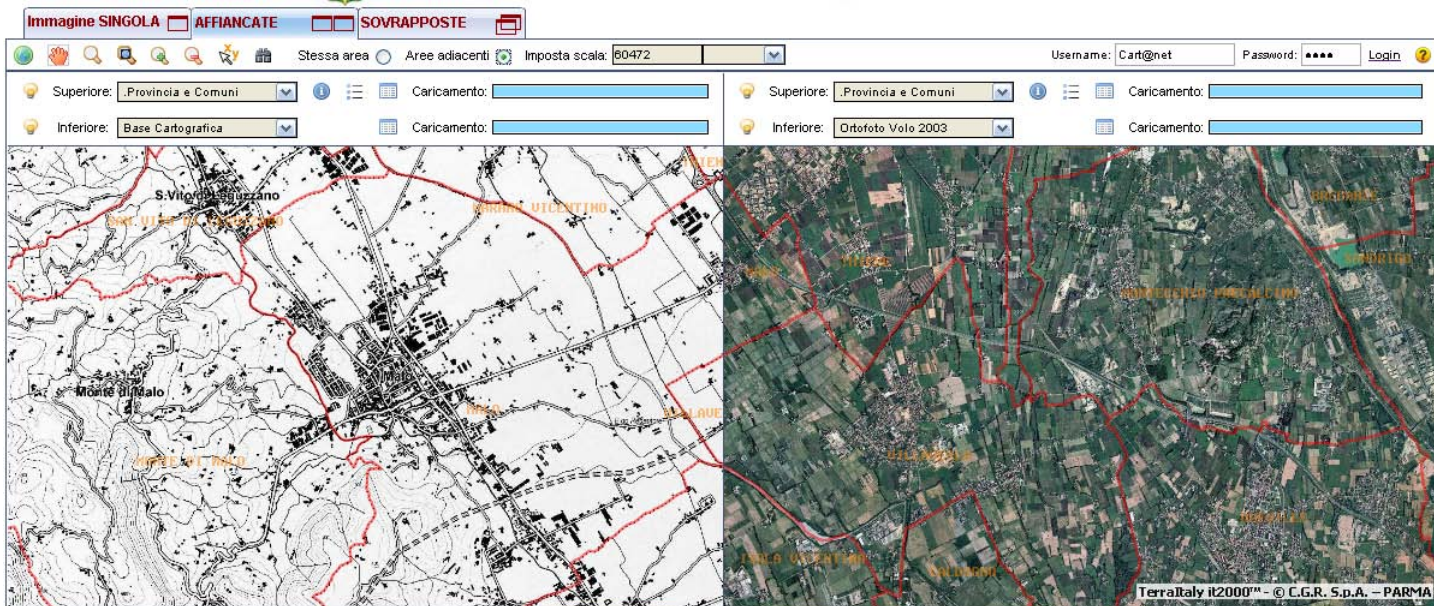 Immagine SINGOLA AFFIANCATE SOVRAPPOSTE
Stessa area Aree adiacenti Imposta scala: 60472 Username: Cart@net Password: •••• Login ?
Superiore: .Provincia e Comuni Caricamento: Superiore: .Provincia e Comuni Caricamento:
Inferiore: Base Cartografica Caricamento: Inferiore: Ortofoto Volo 2003 Caricamento:
S.Vito di Leguzzano
SAN VITO DI LEGUZZANO
MARANO VICENTINO
Monte di Malo
Malo
MALO
MONTE DI MALO
BREGANZE
SANDRIGO
MONTECCHIO PRECALCINO
ISOLA VICENTINA
CALDOGNO
TerraItaly it2000™ - © C.G.R. S.p.A. – PARMA